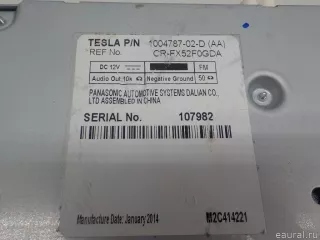 TESLA P/N 1004787-02-D (AA)
REF No. CR-FX52F0GDA
DC 12V FM
Audio Out 10k Negative Ground 50
PANASONIC AUTOMOTIVE SYSTEMS DALIAN CO.,
LTD ASSEMBLED IN CHINA
SERIAL No. 107982
Manufacture Date: January 2014
M2C414221
© eaural.ru